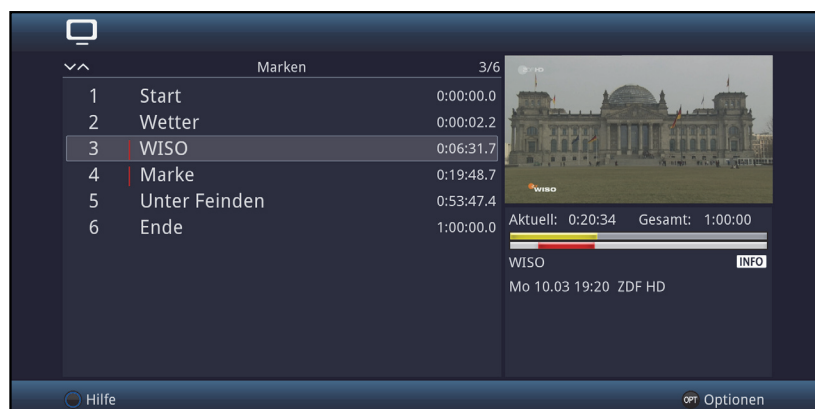 Marken 3/6
1 Start 0:00:00.0
2 Wetter 0:00:02.2
3 WISO 0:06:31.7
4 Marke 0:19:48.7
5 Unter Feinden 0:53:47.4
6 Ende 1:00:00.0
WISO
Aktuell: 0:20:34 Gesamt: 1:00:00
WISO INFO
Mo 10.03 19:20 ZDF HD
Hilfe
OPT Optionen